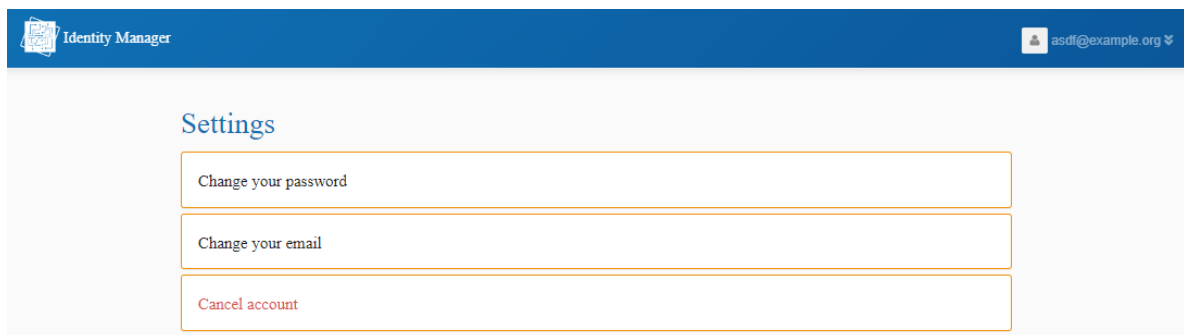 Identity Manager
asdf@example.org
Settings
Change your password
Change your email
Cancel account